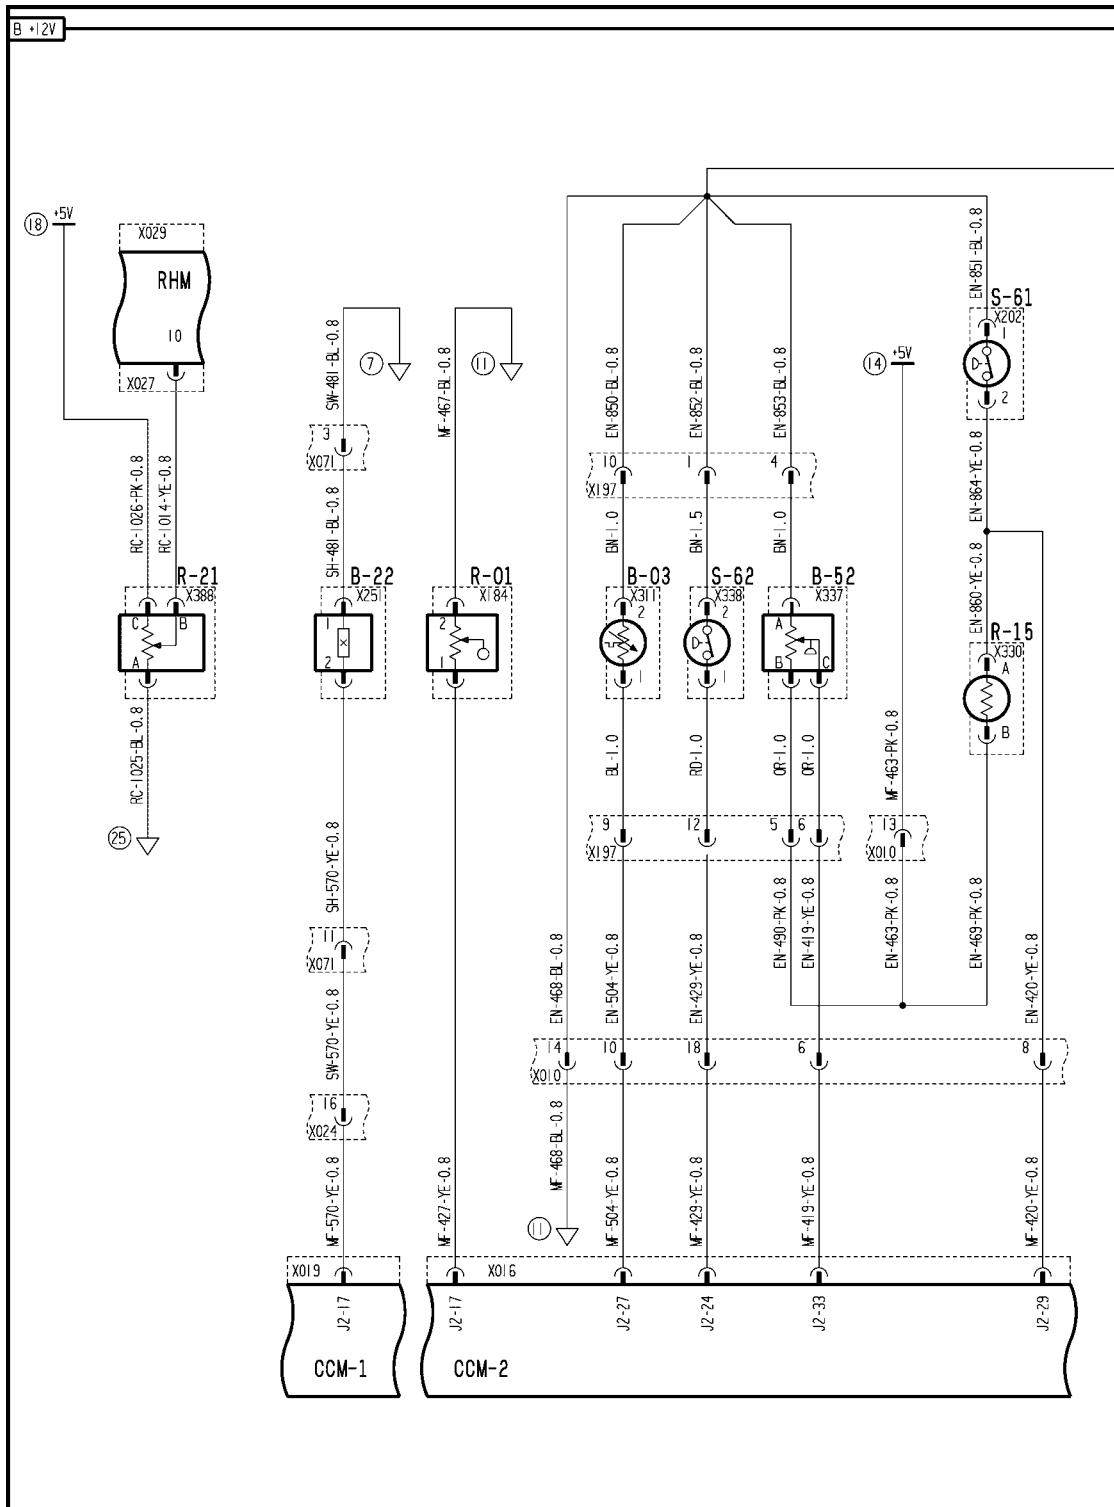 B +12V
18
+5V
X029
RHM
10
X027
RC-1026-PK-0.8
RC-1014-YE-0.8
R-21
X388
C
B
A
RC-1025-BL-0.8
25
SW-481-BL-0.8
7
3
X071
SH-481-BL-0.8
B-22
X251
1
2
SH-570-YE-0.8
11
X071
SW-570-YE-0.8
16
X024
MF-570-YE-0.8
X019
J2-17
CCM-1
MF-467-BL-0.8
11
R-01
X184
2
1
MF-427-YE-0.8
X016
J2-17
CCM-2
EN-850-BL-0.8
EN-852-BL-0.8
EN-853-BL-0.8
10
1
4
X197
BN-1.0
BN-1.5
BN-1.0
B-03
X311
2
1
S-62
X338
2
1
B-52
X337
A
B
C
BL-1.0
RD-1.0
OR-1.0
OR-1.0
9
12
5
6
X197
EN-490-PK-0.8
EN-419-YE-0.8
EN-468-BL-0.8
EN-504-YE-0.8
EN-429-YE-0.8
14
+5V
MF-463-PK-0.8
13
X010
EN-463-PK-0.8
EN-851-BL-0.8
S-61
X202
1
2
EN-864-YE-0.8
EN-860-YE-0.8
R-15
X330
A
B
EN-469-PK-0.8
EN-420-YE-0.8
14
10
18
6
8
X010
MF-468-BL-0.8
11
MF-504-YE-0.8
MF-429-YE-0.8
MF-419-YE-0.8
MF-420-YE-0.8
J2-27
J2-24
J2-33
J2-29